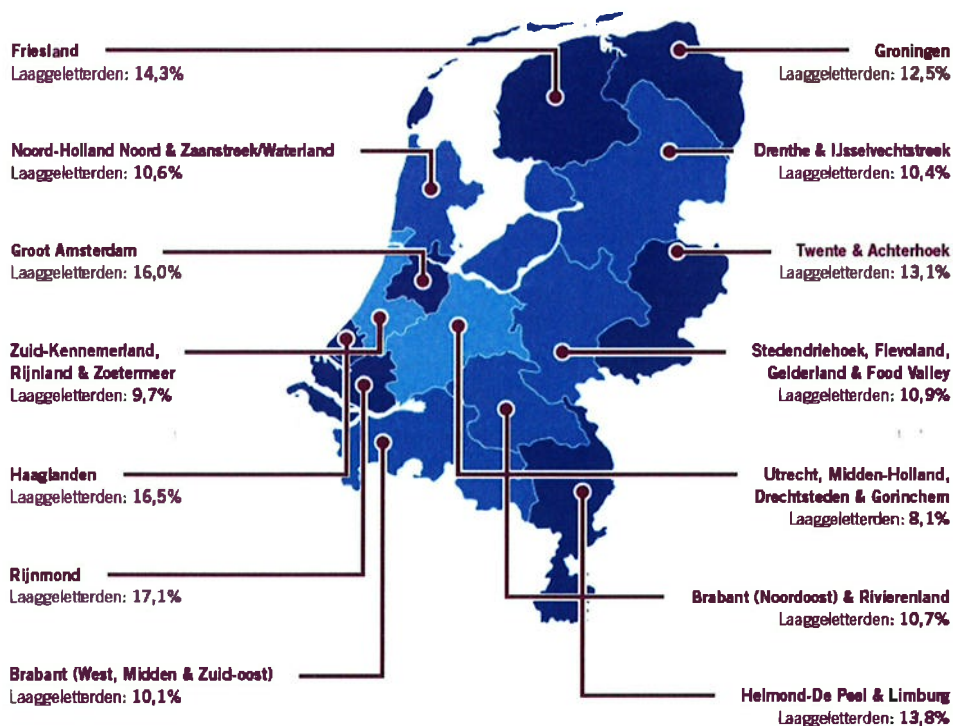 Friesland
Laaggeletterden: 14,3%
Noord-Holland Noord & Zaanstreek/Waterland
Laaggeletterden: 10,6%
Groot Amsterdam
Laaggeletterden: 16,0%
Zuid-Kennemerland,
Rijnland & Zoetermeer
Laaggeletterden: 9,7%
Haaglanden
Laaggeletterden: 16,5%
Rijnmond
Laaggeletterden: 17,1%
Brabant (West, Midden & Zuid-oost)
Laaggeletterden: 10,1%
Groningen
Laaggeletterden: 12,5%
Drenthe & IJsselvechtstreek
Laaggeletterden: 10,4%
Twente & Achterhoek
Laaggeletterden: 13,1%
Stedendriehoek, Flevoland,
Gelderland & Food Valley
Laaggeletterden: 10,9%
Utrecht, Midden-Holland,
Drechtsteden & Gorinchem
Laaggeletterden: 8,1%
Brabant (Noordoost) & Rivierenland
Laaggeletterden: 10,7%
Helmond-De Peel & Limburg
Laaggeletterden: 13,8%